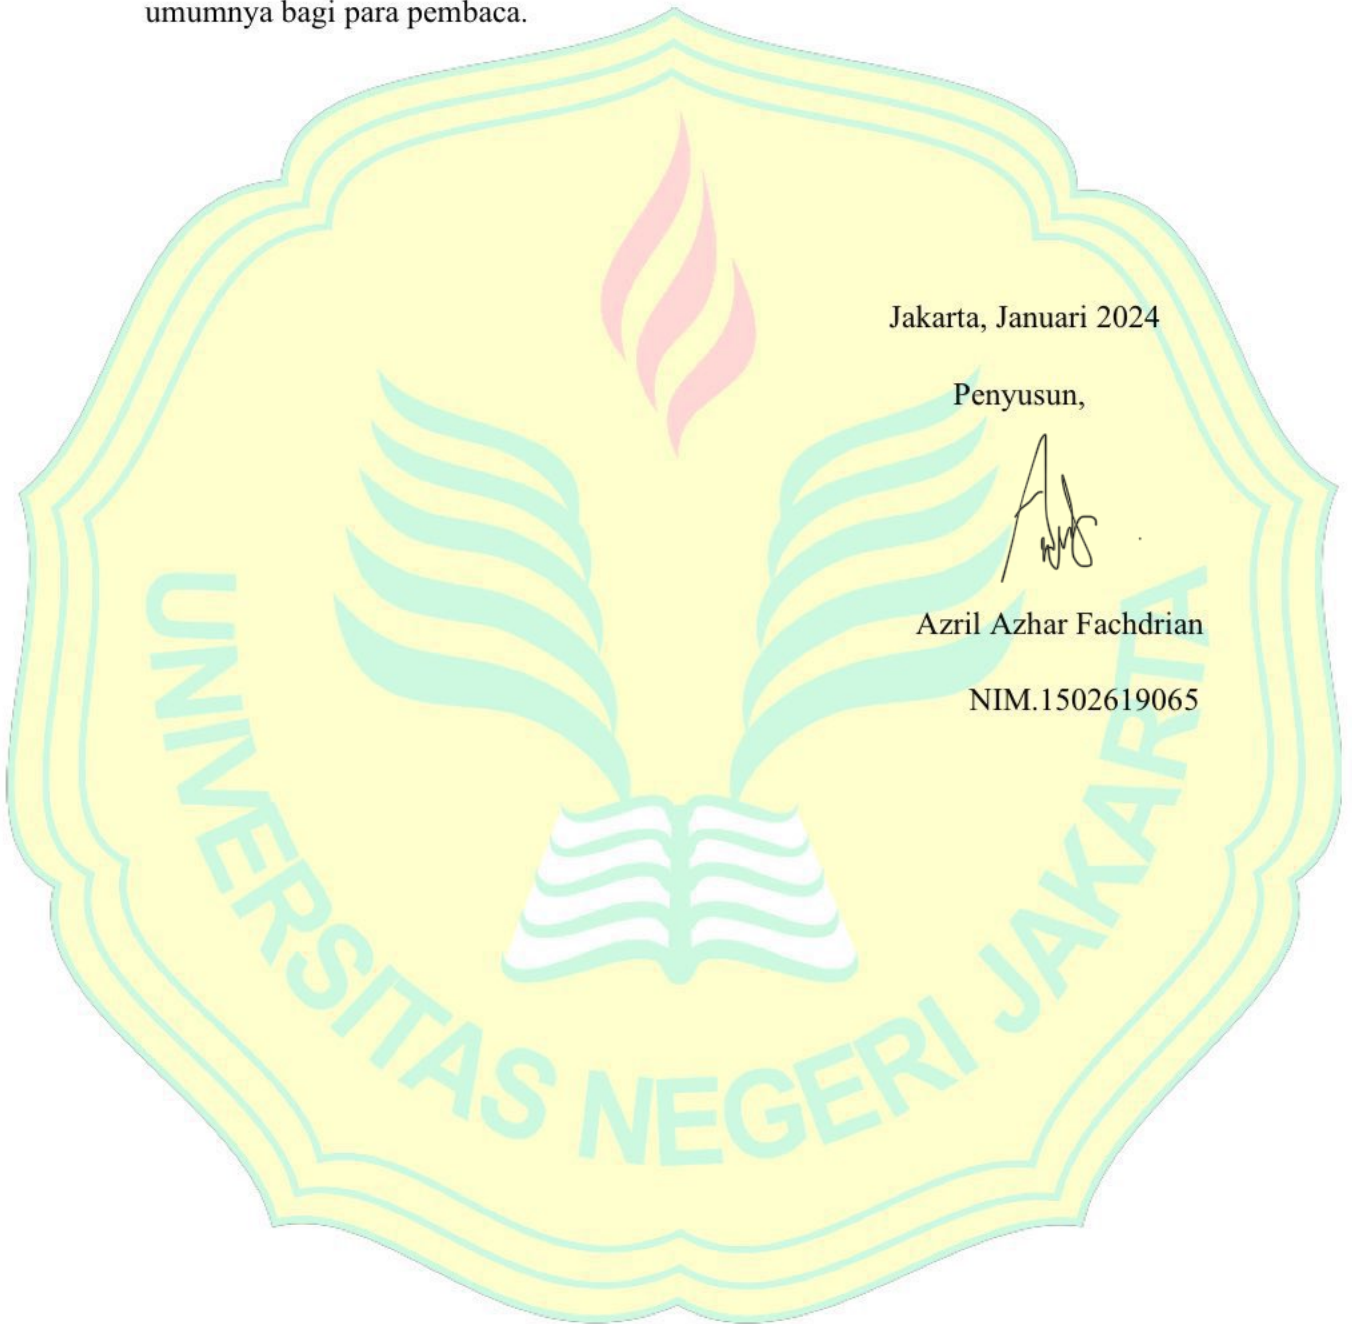 umumnya bagi para pembaca.
Jakarta, Januari 2024
Penyusun,
Azril Azhar Fachdrian
NIM.1502619065
UNIVERSITAS NEGERI JAKARTA